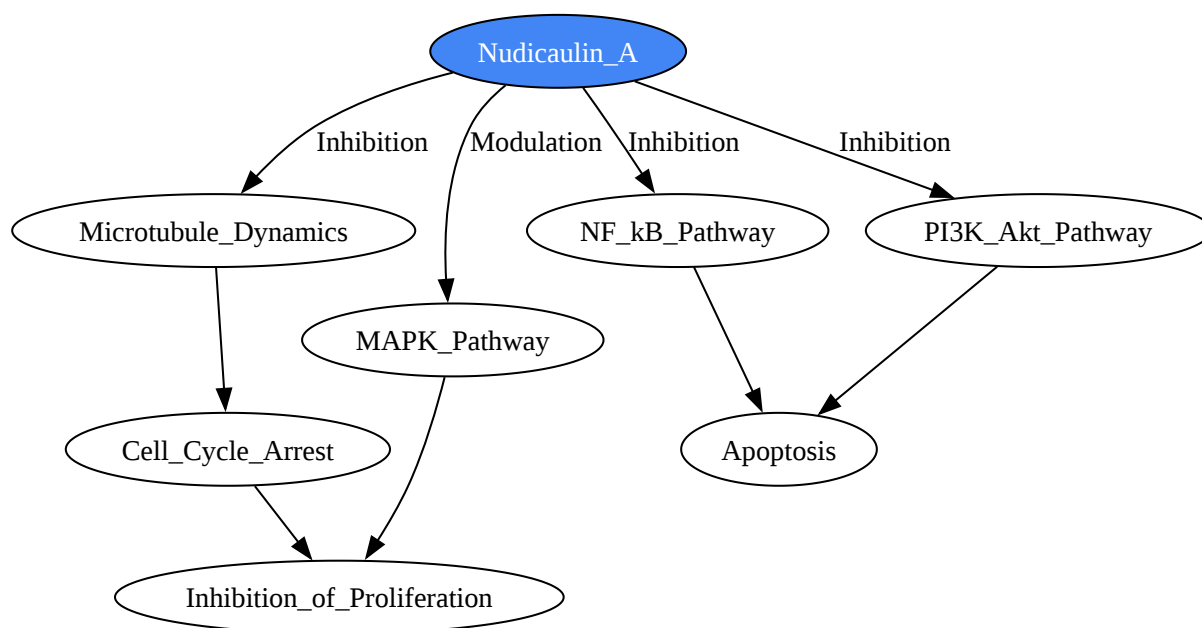 Nudicaulin_A
Inhibition
Modulation
Inhibition
Inhibition
Microtubule_Dynamics
NF_kB_Pathway
PI3K_Akt_Pathway
MAPK_Pathway
Cell_Cycle_Arrest
Apoptosis
Inhibition_of_Proliferation